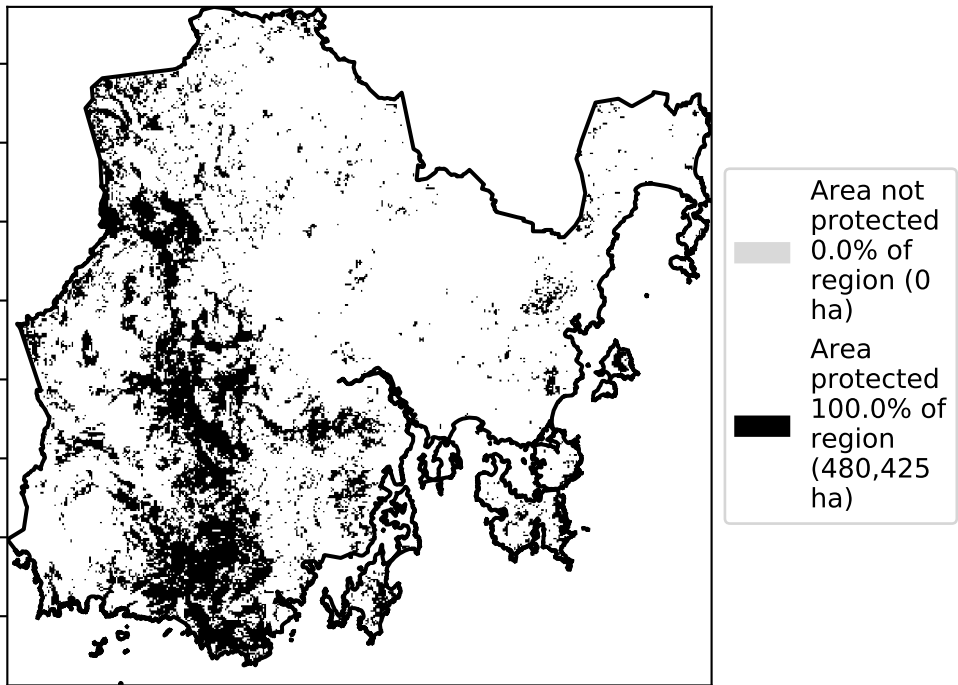 Area not
protected
0.0% of
region (0
ha)
Area
protected
100.0% of
region
(480,425
ha)